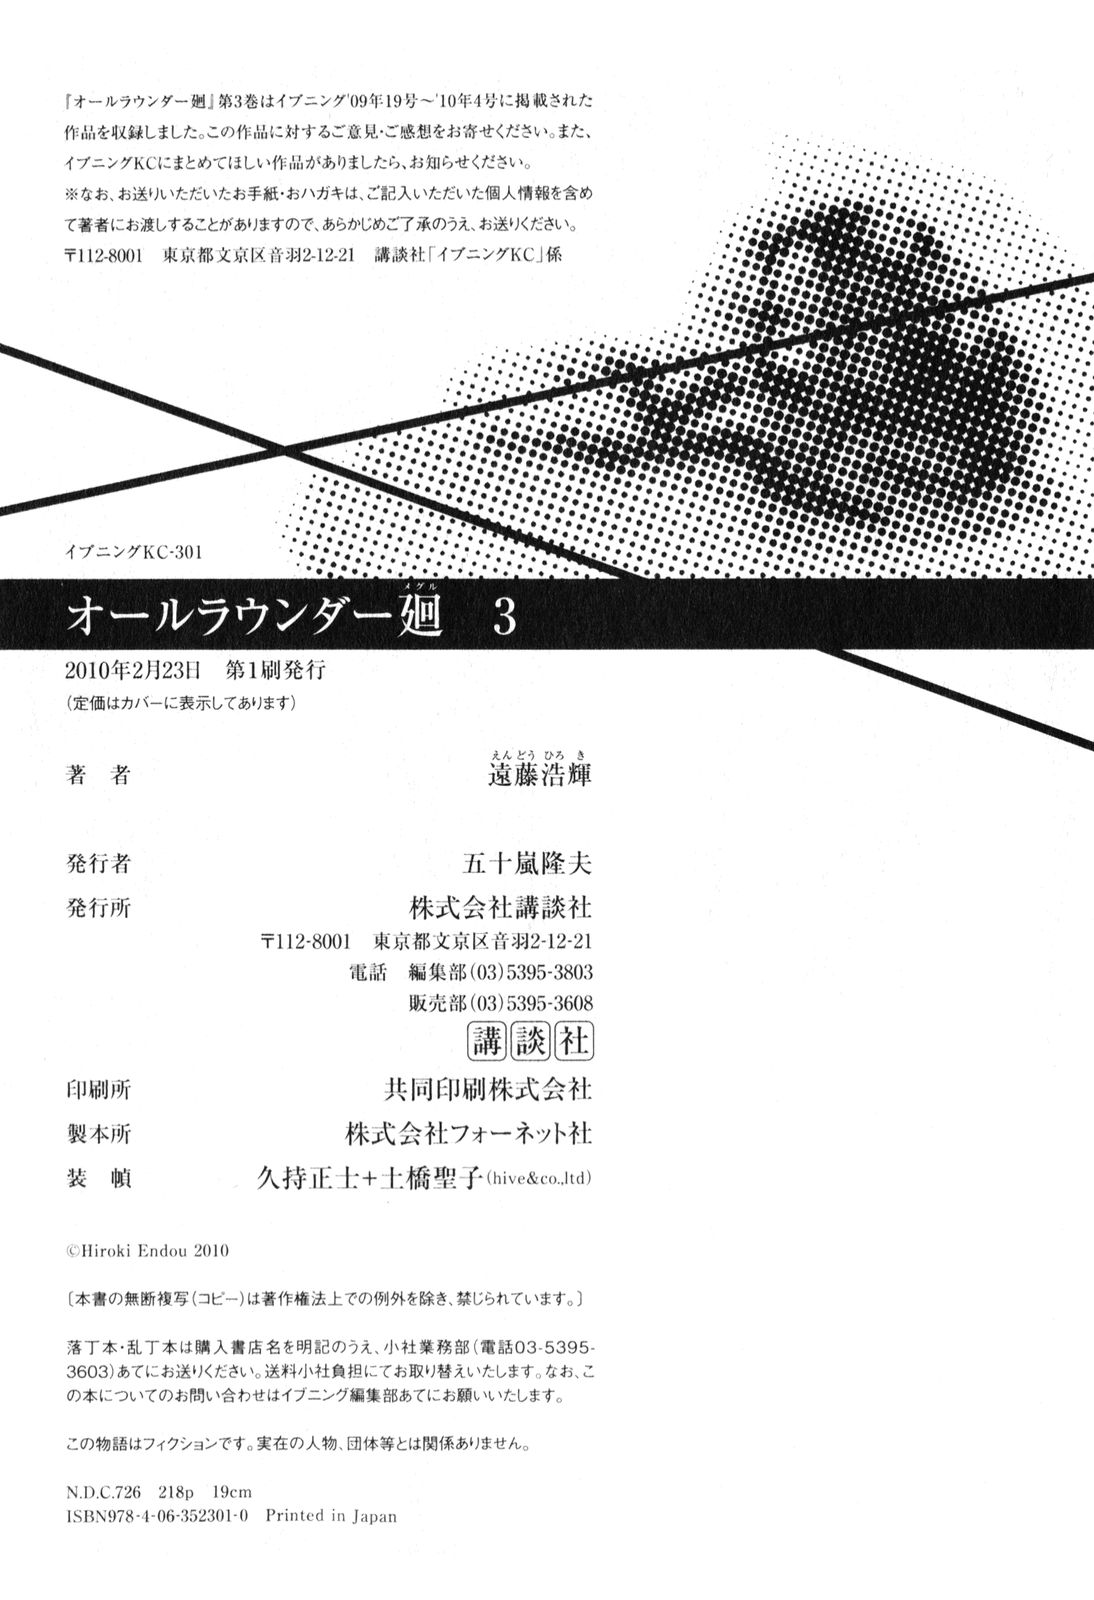 『オールラウンダー廻』第3巻はイブニング'09年19号〜'10年4号に掲載された
作品を収録しました。この作品に対するご意見・ご感想をお寄せください。また、
イブニングKCにまとめてほしい作品がありましたら、お知らせください。
※なお、お送りいただいたお手紙・おハガキは、ご記入いただいた個人情報を含め
て著者にお渡しすることがありますので、あらかじめご了承のうえ、お送りください。
〒112-8001　東京都文京区音羽2-12-21　講談社「イブニングKC」係
イブニングKC-301
メグル
オールラウンダー廻　3
2010年2月23日　第1刷発行
（定価はカバーに表示してあります）
えんどう ひろ き
著　者　遠藤浩輝
発行者　五十嵐隆夫
発行所　株式会社講談社
〒112-8001　東京都文京区音羽2-12-21
電話　編集部(03)5395-3803
販売部(03)5395-3608
講談社
印刷所　共同印刷株式会社
製本所　株式会社フォーネット社
装　幀　久持正士＋土橋聖子(hive&co.,ltd)
©Hiroki Endou 2010
〔本書の無断複写（コピー）は著作権法上での例外を除き、禁じられています。〕
落丁本・乱丁本は購入書店名を明記のうえ、小社業務部（電話03-5395-
3603）あてにお送りください。送料小社負担にてお取り替えいたします。なお、こ
の本についてのお問い合わせはイブニング編集部あてにお願いいたします。
この物語はフィクションです。実在の人物、団体等とは関係ありません。
N.D.C.726　218p　19cm
ISBN978-4-06-352301-0　Printed in Japan